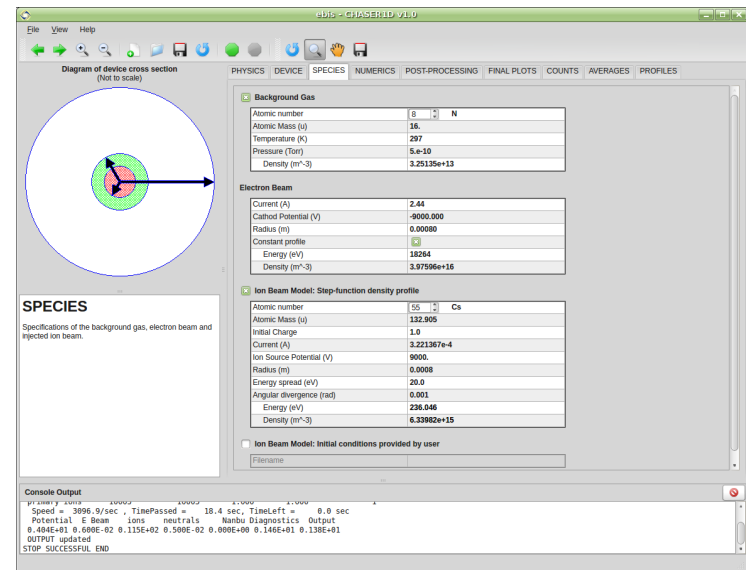 ebis - CHASER1D v1.0
File View Help
Diagram of device cross section
(Not to scale)
PHYSICS DEVICE SPECIES NUMERICS POST-PROCESSING FINAL PLOTS COUNTS AVERAGES PROFILES
Background Gas
Atomic number 8 N
Atomic Mass (u) 16.
Temperature (K) 297
Pressure (Torr) 5.e-10
Density (m^-3) 3.25135e+13
Electron Beam
Current (A) 2.44
Cathod Potential (V) -9000.000
Radius (m) 0.00080
Constant profile
Energy (eV) 18264
Density (m^-3) 3.97596e+16
Ion Beam Model: Step-function density profile
Atomic number 55 Cs
Atomic Mass (u) 132.905
Initial Charge 1.0
Current (A) 3.221367e-4
Ion Source Potential (V) 9000.
Radius (m) 0.0008
Energy spread (eV) 20.0
Angular divergence (rad) 0.001
Energy (eV) 236.046
Density (m^-3) 6.33982e+15
Ion Beam Model: Initial conditions provided by user
Filename
SPECIES
Specifications of the background gas, electron beam and
injected ion beam.
Console Output
primary ions 10003 10003 1.000 1.000 1
Speed = 3096.9/sec , TimePassed = 18.4 sec, TimeLeft = 0.0 sec
Potential E Beam ions neutrals Nanbu Diagnostics Output
0.404E+01 0.600E-02 0.115E+02 0.500E-02 0.000E+00 0.146E+01 0.138E+01
OUTPUT updated
STOP SUCCESSFUL END